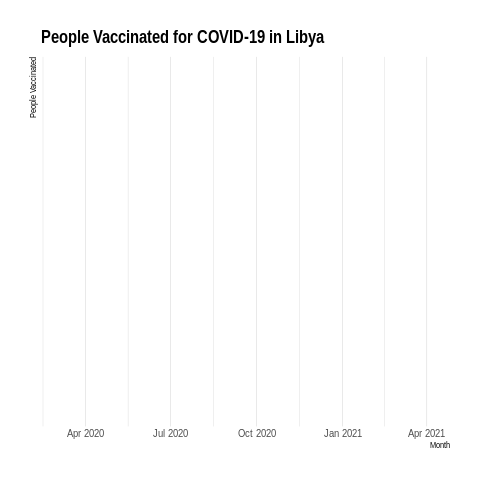 People Vaccinated for COVID-19 in Libya
People Vaccinated
Apr 2020 Jul 2020 Oct 2020 Jan 2021 Apr 2021
Month